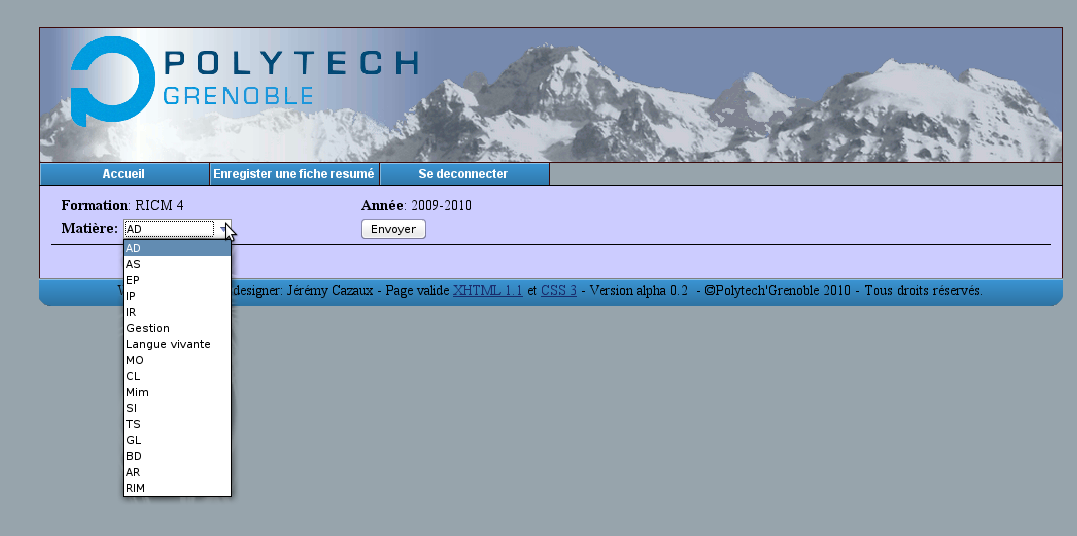 POLYTECH
GRENOBLE
Accueil Enregister une fiche resumé Se deconnecter
Formation: RICM 4 Année: 2009-2010
Matière: AD Envoyer
AD
AS
EP
IP
IR
Gestion
Langue vivante
MO
CL
Mim
SI
TS
GL
BD
AR
RIM
designer: Jérémy Cazaux - Page valide XHTML 1.1 et CSS 3 - Version alpha 0.2 - ©Polytech'Grenoble 2010 - Tous droits réservés.